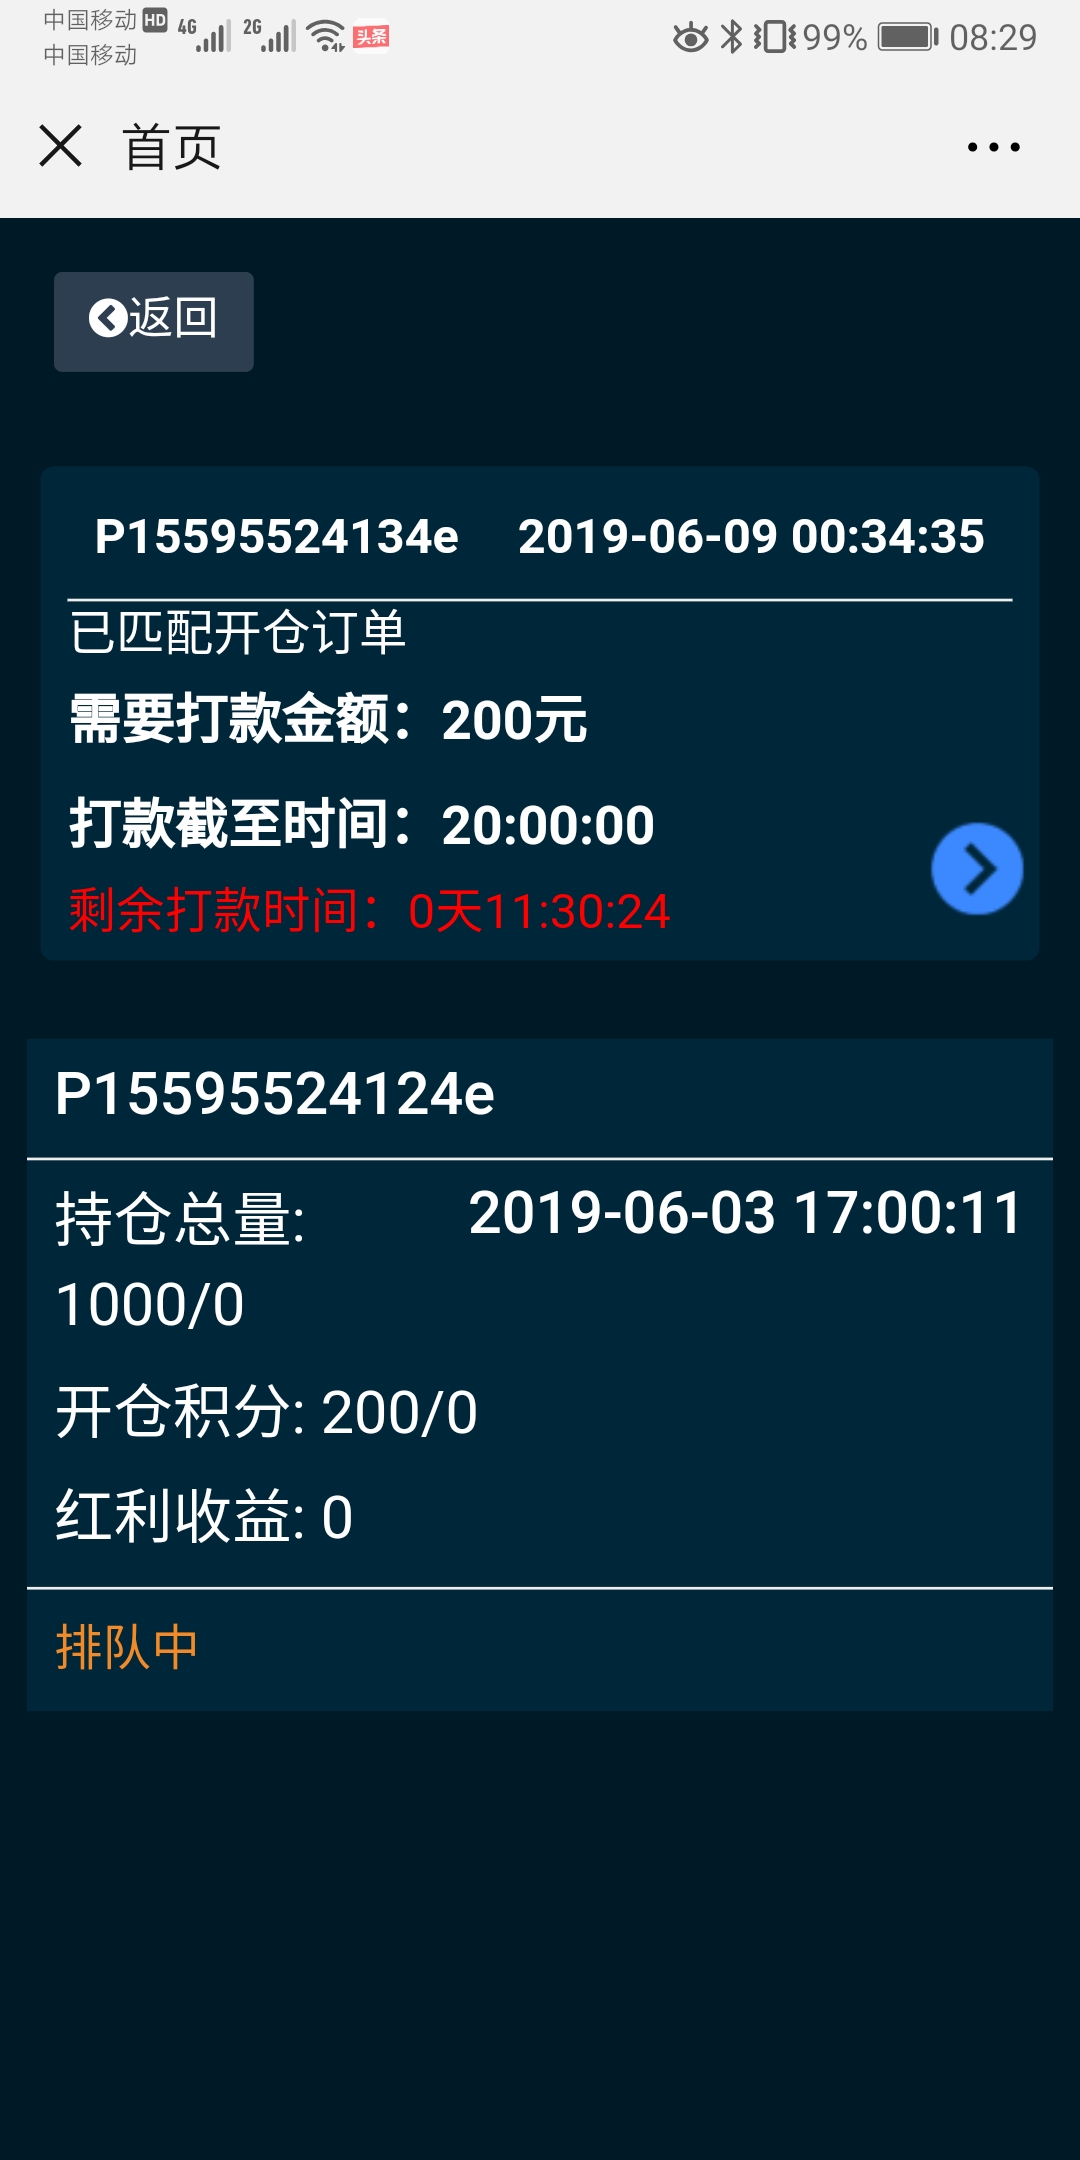 中国移动 HD 4G 2G 头条 99% 08:29
中国移动
首页
返回
P15595524134e 2019-06-09 00:34:35
已匹配开仓订单
需要打款金额：200元
打款截至时间：20:00:00
剩余打款时间：0天11:30:24
P15595524124e
持仓总量: 2019-06-03 17:00:11
1000/0
开仓积分: 200/0
红利收益: 0
排队中